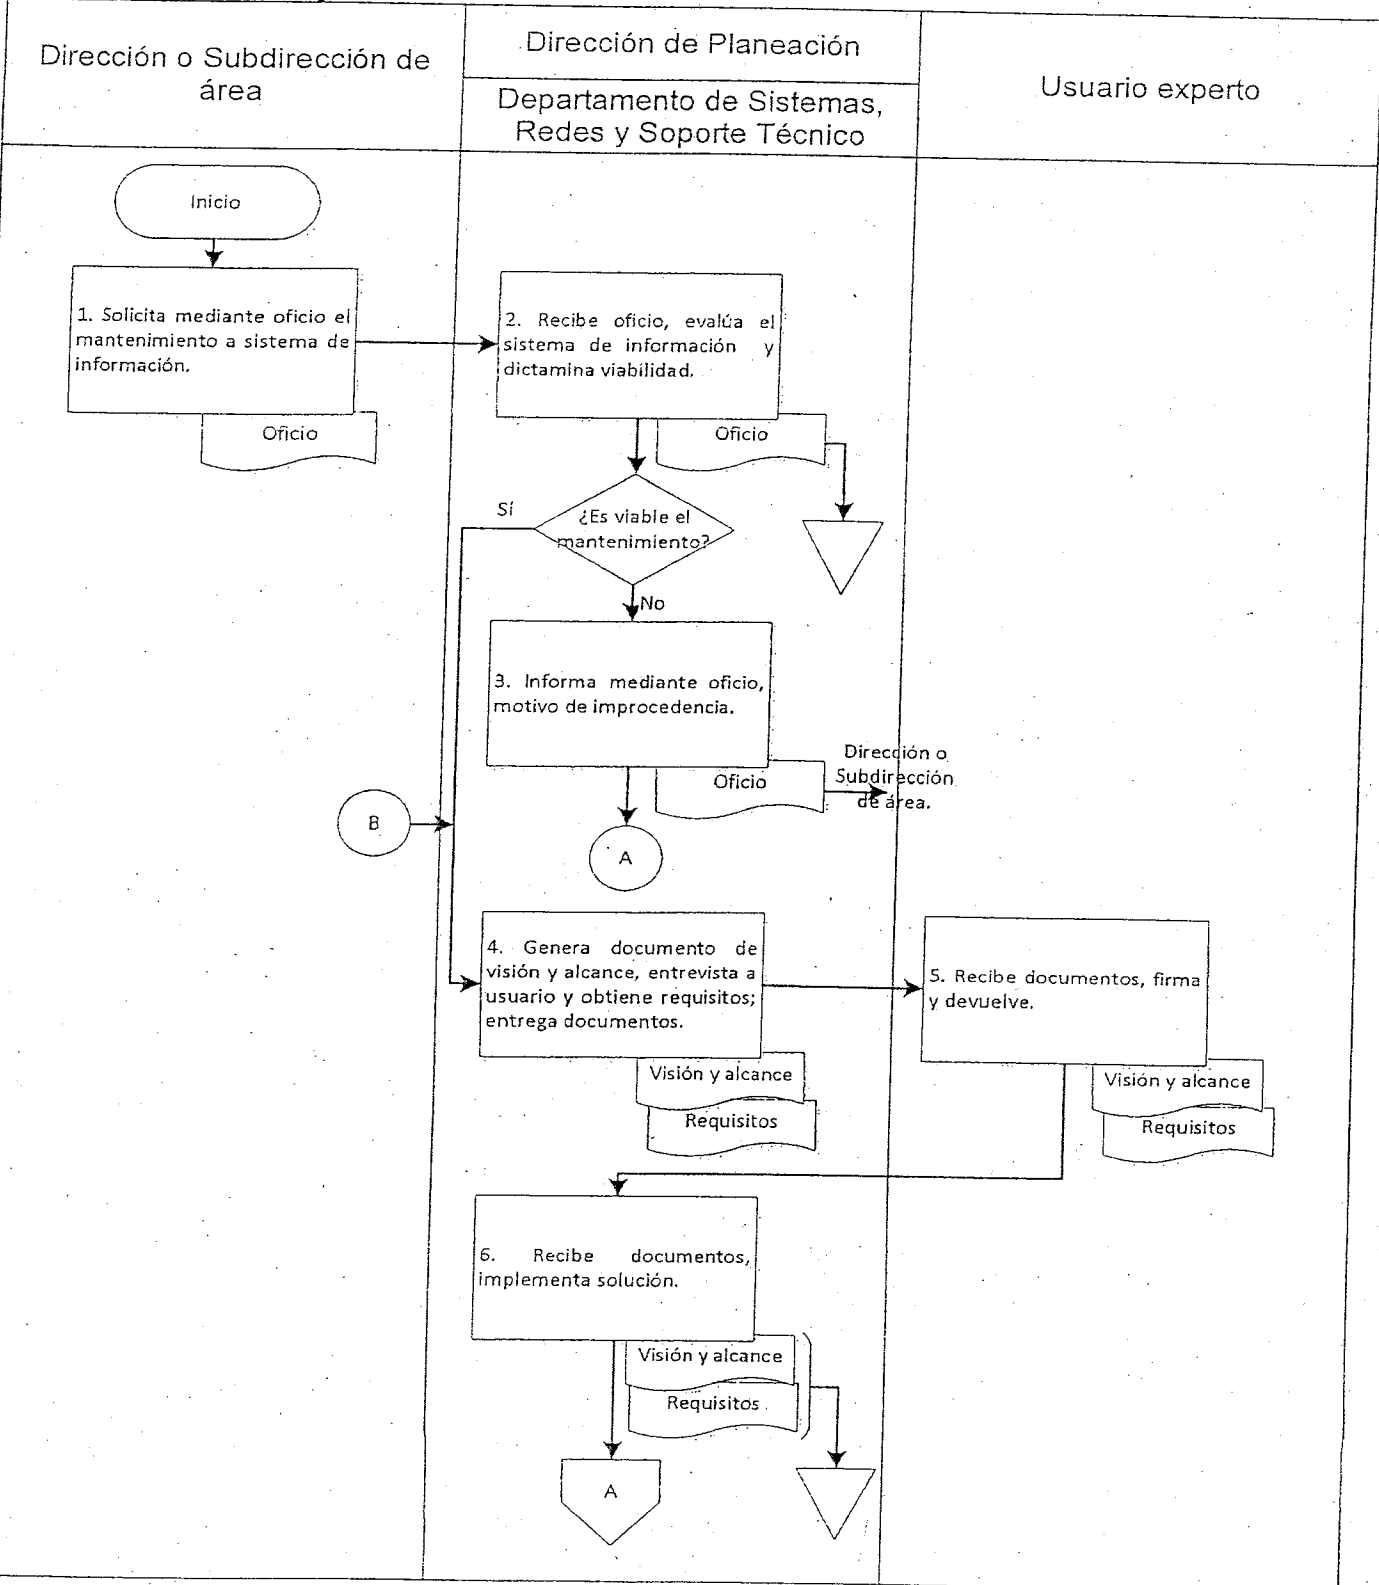 Dirección o Subdirección de
área
Dirección de Planeación
Departamento de Sistemas,
Redes y Soporte Técnico
Usuario experto
Inicio
1. Solicita mediante oficio el
mantenimiento a sistema de
información.
Oficio
2. Recibe oficio, evalúa el
sistema de información y
dictamina viabilidad.
Oficio
¿Es viable el
mantenimiento?
Sí
No
3. Informa mediante oficio,
motivo de improcedencia.
Oficio
Dirección o
Subdirección
de área.
B
A
4. Genera documento de
visión y alcance, entrevista a
usuario y obtiene requisitos;
entrega documentos.
Visión y alcance
Requisitos
5. Recibe documentos, firma
y devuelve.
Visión y alcance
Requisitos
6. Recibe documentos,
implementa solución.
Visión y alcance
Requisitos
A